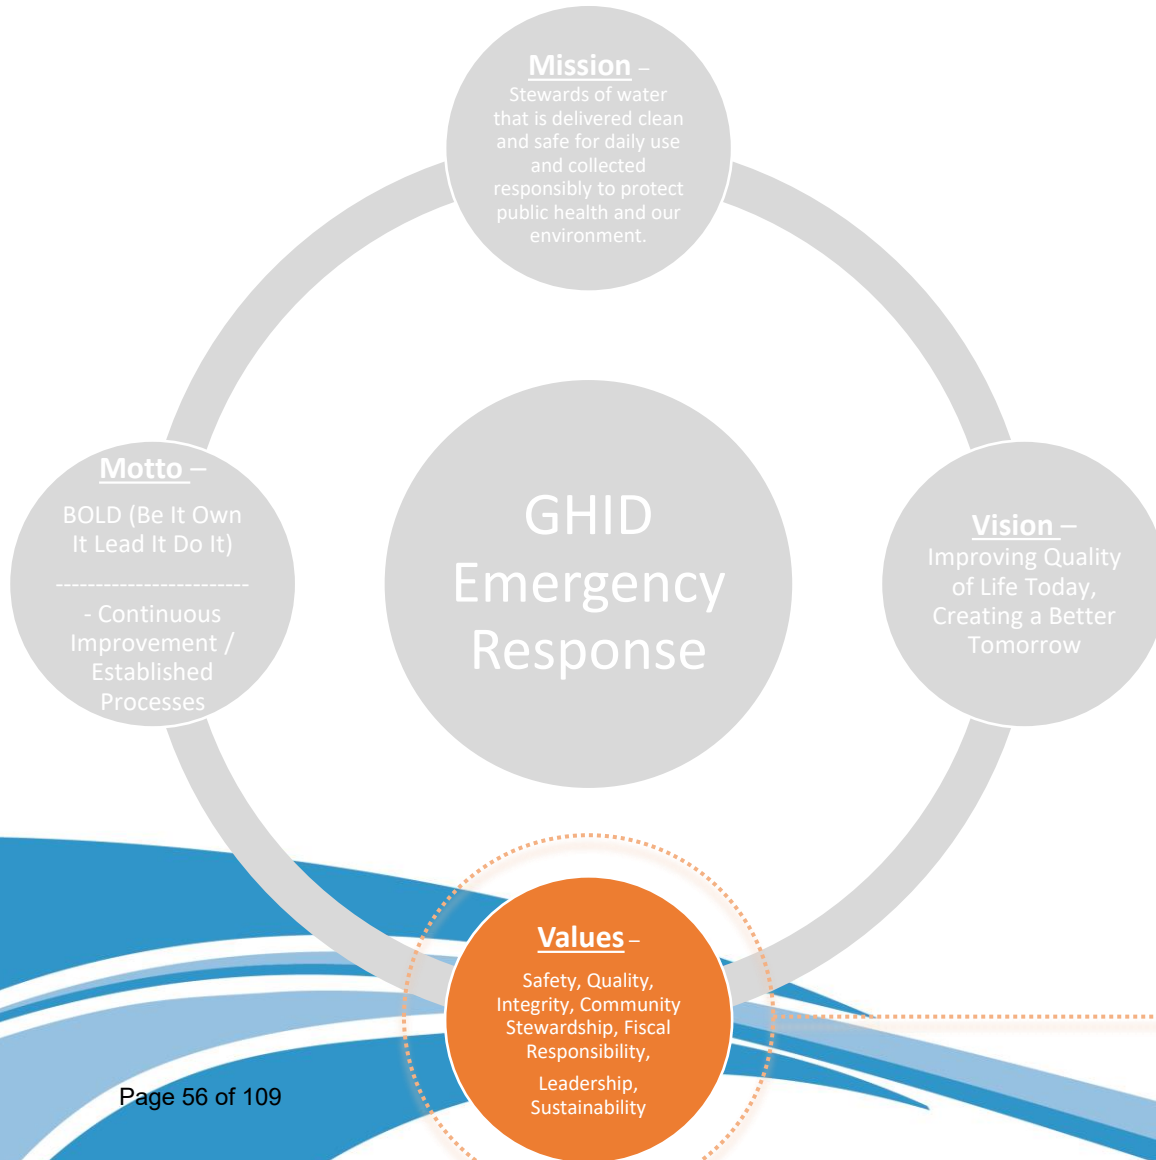 Mission –
Stewards of water
that is delivered clean
and safe for daily use
and collected
responsibly to protect
public health and our
environment.
Motto –
BOLD (Be It Own
It Lead It Do It)
------------------------
- Continuous
Improvement /
Established
Processes
GHID
Emergency
Response
Vision –
Improving Quality
of Life Today,
Creating a Better
Tomorrow
Values –
Safety, Quality,
Integrity, Community
Stewardship, Fiscal
Responsibility,
Leadership,
Sustainability
Page 56 of 109